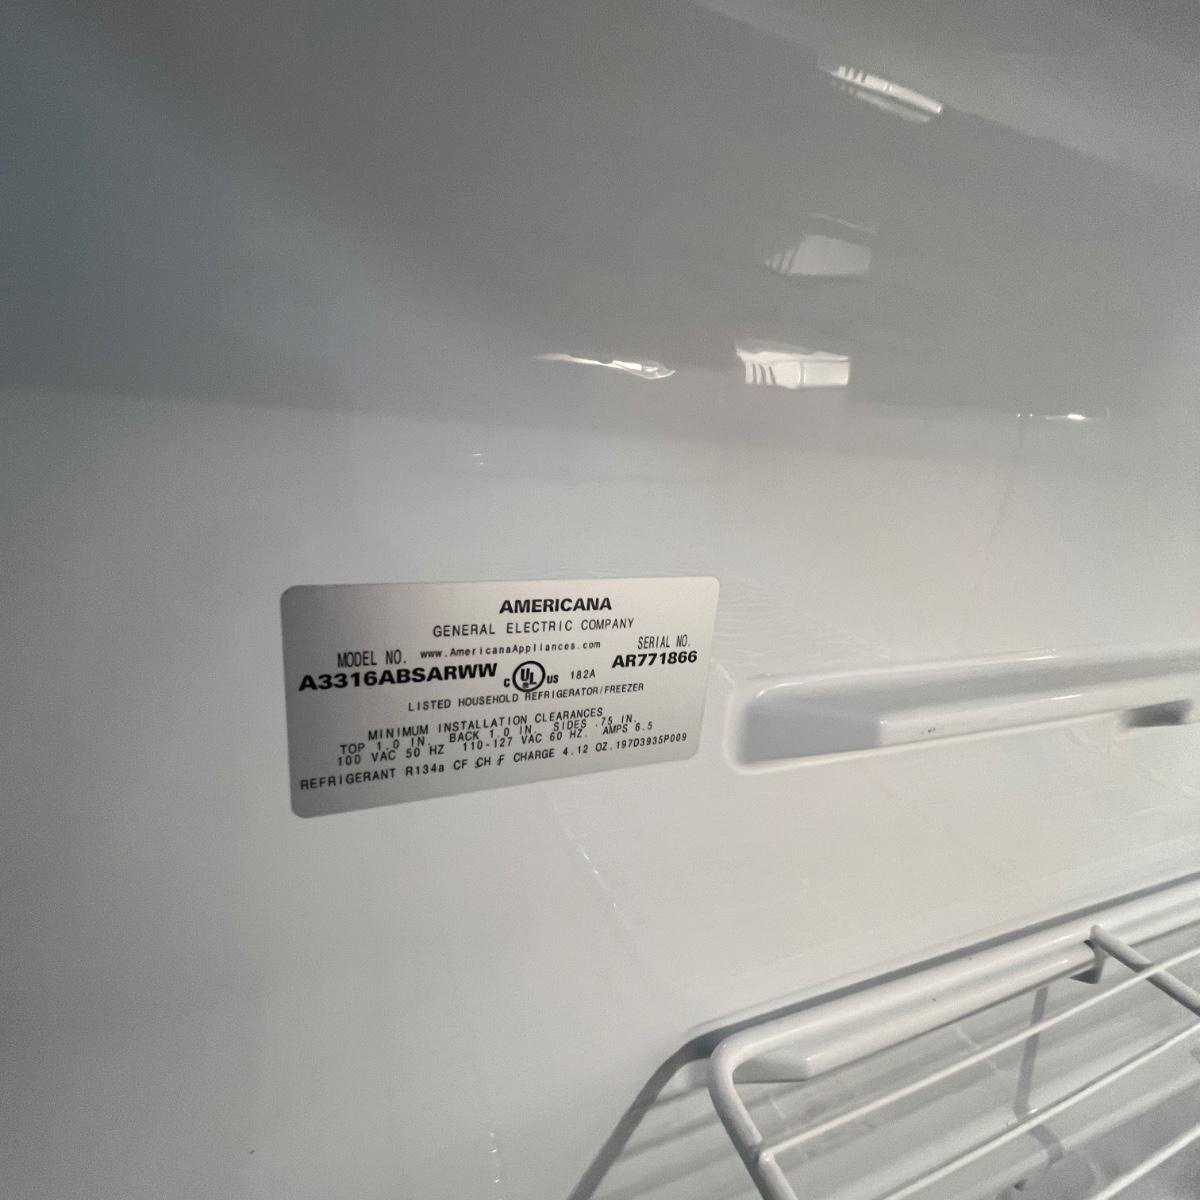 AMERICANA
GENERAL ELECTRIC COMPANY
MODEL NO. www.AmericanaAppliances.com SERIAL NO.
A3316ABSARWW C UL US 182A AR771866
LISTED HOUSEHOLD REFRIGERATOR/FREEZER
MINIMUM INSTALLATION CLEARANCES
TOP 1.0 IN. BACK 1.0 IN. SIDES .75 IN.
100 VAC 50 HZ 110-127 VAC 60 HZ. AMPS 6.5
REFRIGERANT R134a CF CH F CHARGE 4.12 OZ. 197D3935P009